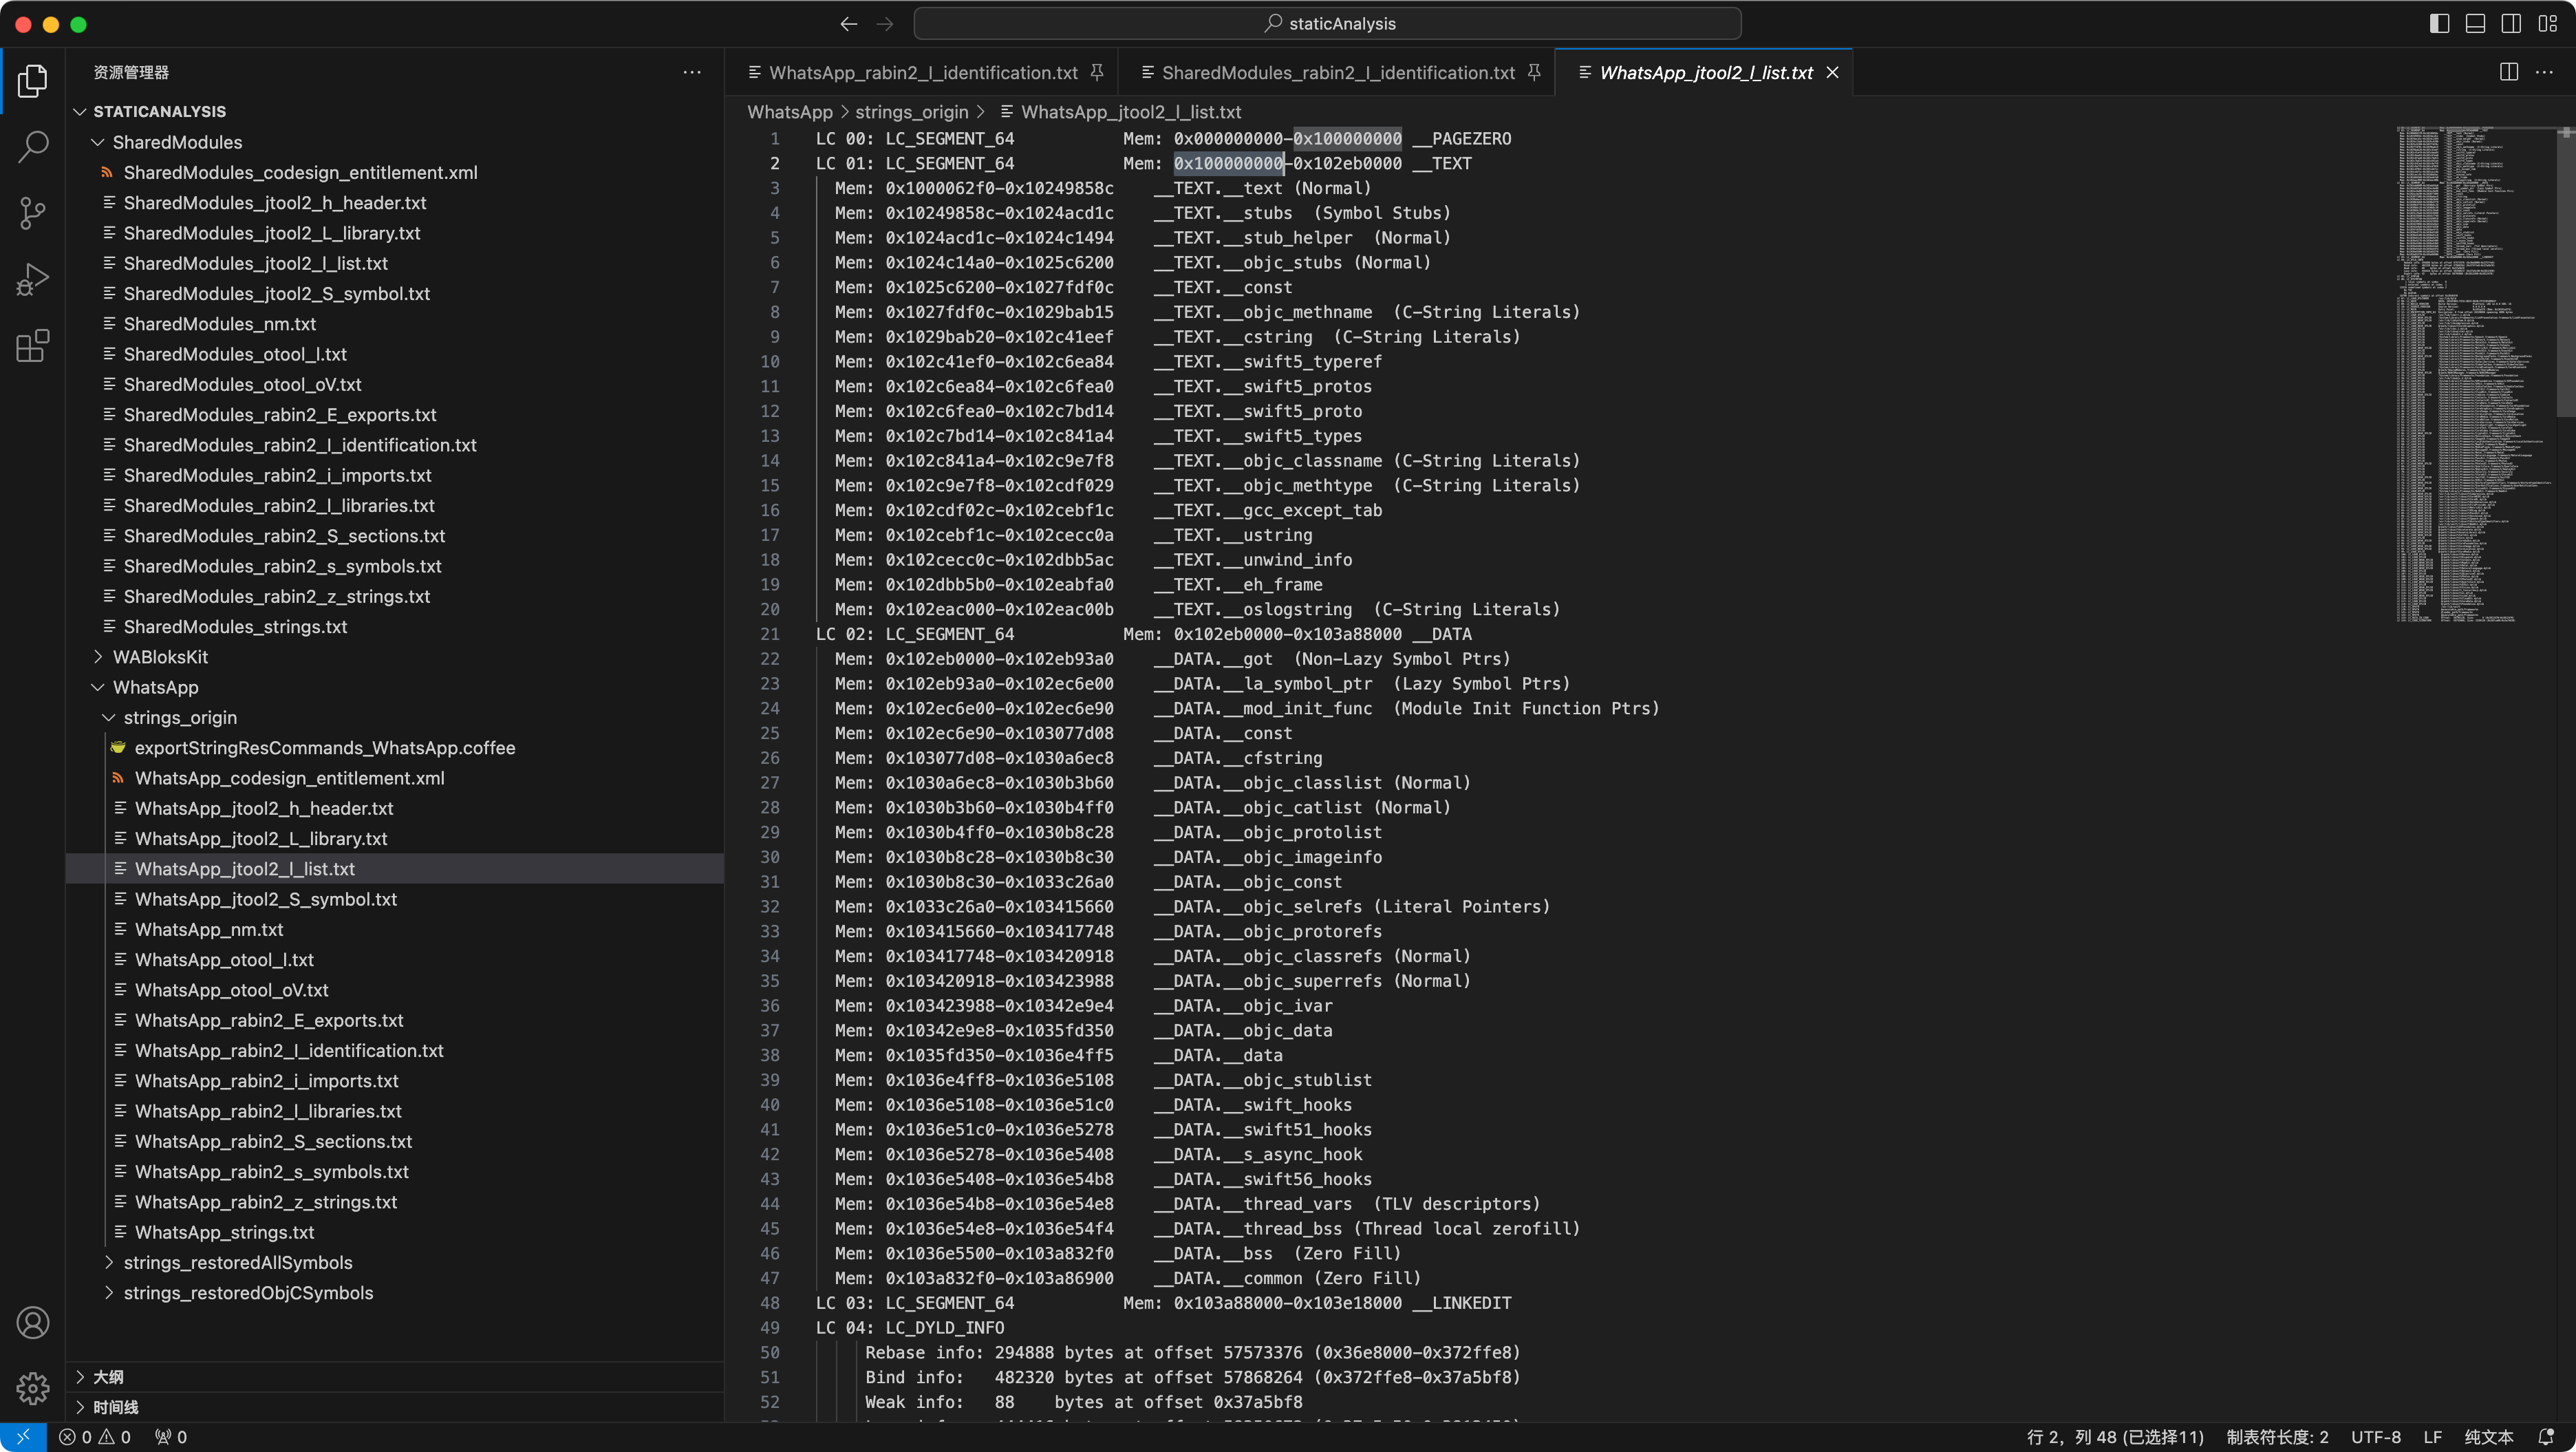 staticAnalysis
资源管理器
STATICANALYSIS
SharedModules
SharedModules_codesign_entitlement.xml
SharedModules_jtool2_h_header.txt
SharedModules_jtool2_L_library.txt
SharedModules_jtool2_l_list.txt
SharedModules_jtool2_S_symbol.txt
SharedModules_nm.txt
SharedModules_otool_l.txt
SharedModules_otool_oV.txt
SharedModules_rabin2_E_exports.txt
SharedModules_rabin2_I_identification.txt
SharedModules_rabin2_i_imports.txt
SharedModules_rabin2_l_libraries.txt
SharedModules_rabin2_S_sections.txt
SharedModules_rabin2_s_symbols.txt
SharedModules_rabin2_z_strings.txt
SharedModules_strings.txt
WABloksKit
WhatsApp
strings_origin
exportStringResCommands_WhatsApp.coffee
WhatsApp_codesign_entitlement.xml
WhatsApp_jtool2_h_header.txt
WhatsApp_jtool2_L_library.txt
WhatsApp_jtool2_l_list.txt
WhatsApp_jtool2_S_symbol.txt
WhatsApp_nm.txt
WhatsApp_otool_l.txt
WhatsApp_otool_oV.txt
WhatsApp_rabin2_E_exports.txt
WhatsApp_rabin2_I_identification.txt
WhatsApp_rabin2_i_imports.txt
WhatsApp_rabin2_l_libraries.txt
WhatsApp_rabin2_S_sections.txt
WhatsApp_rabin2_s_symbols.txt
WhatsApp_rabin2_z_strings.txt
WhatsApp_strings.txt
strings_restoredAllSymbols
strings_restoredObjCSymbols
大纲
时间线
WhatsApp_rabin2_I_identification.txt SharedModules_rabin2_I_identification.txt WhatsApp_jtool2_l_list.txt
WhatsApp > strings_origin > WhatsApp_jtool2_l_list.txt
1 LC 00: LC_SEGMENT_64 Mem: 0x000000000-0x100000000 __PAGEZERO
2 LC 01: LC_SEGMENT_64 Mem: 0x100000000-0x102eb0000 __TEXT
3 Mem: 0x1000062f0-0x10249858c __TEXT.__text (Normal)
4 Mem: 0x10249858c-0x1024acd1c __TEXT.__stubs (Symbol Stubs)
5 Mem: 0x1024acd1c-0x1024c1494 __TEXT.__stub_helper (Normal)
6 Mem: 0x1024c14a0-0x1025c6200 __TEXT.__objc_stubs (Normal)
7 Mem: 0x1025c6200-0x1027fdf0c __TEXT.__const
8 Mem: 0x1027fdf0c-0x1029bab15 __TEXT.__objc_methname (C-String Literals)
9 Mem: 0x1029bab20-0x102c41eef __TEXT.__cstring (C-String Literals)
10 Mem: 0x102c41ef0-0x102c6ea84 __TEXT.__swift5_typeref
11 Mem: 0x102c6ea84-0x102c6fea0 __TEXT.__swift5_protos
12 Mem: 0x102c6fea0-0x102c7bd14 __TEXT.__swift5_proto
13 Mem: 0x102c7bd14-0x102c841a4 __TEXT.__swift5_types
14 Mem: 0x102c841a4-0x102c9e7f8 __TEXT.__objc_classname (C-String Literals)
15 Mem: 0x102c9e7f8-0x102cdf029 __TEXT.__objc_methtype (C-String Literals)
16 Mem: 0x102cdf02c-0x102cebf1c __TEXT.__gcc_except_tab
17 Mem: 0x102cebf1c-0x102cecc0a __TEXT.__ustring
18 Mem: 0x102cecc0c-0x102dbb5ac __TEXT.__unwind_info
19 Mem: 0x102dbb5b0-0x102eabfa0 __TEXT.__eh_frame
20 Mem: 0x102eac000-0x102eac00b __TEXT.__oslogstring (C-String Literals)
21 LC 02: LC_SEGMENT_64 Mem: 0x102eb0000-0x103a88000 __DATA
22 Mem: 0x102eb0000-0x102eb93a0 __DATA.__got (Non-Lazy Symbol Ptrs)
23 Mem: 0x102eb93a0-0x102ec6e00 __DATA.__la_symbol_ptr (Lazy Symbol Ptrs)
24 Mem: 0x102ec6e00-0x102ec6e90 __DATA.__mod_init_func (Module Init Function Ptrs)
25 Mem: 0x102ec6e90-0x103077d08 __DATA.__const
26 Mem: 0x103077d08-0x1030a6ec8 __DATA.__cfstring
27 Mem: 0x1030a6ec8-0x1030b3b60 __DATA.__objc_classlist (Normal)
28 Mem: 0x1030b3b60-0x1030b4ff0 __DATA.__objc_catlist (Normal)
29 Mem: 0x1030b4ff0-0x1030b8c28 __DATA.__objc_protolist
30 Mem: 0x1030b8c28-0x1030b8c30 __DATA.__objc_imageinfo
31 Mem: 0x1030b8c30-0x1033c26a0 __DATA.__objc_const
32 Mem: 0x1033c26a0-0x103415660 __DATA.__objc_selrefs (Literal Pointers)
33 Mem: 0x103415660-0x103417748 __DATA.__objc_protorefs
34 Mem: 0x103417748-0x103420918 __DATA.__objc_classrefs (Normal)
35 Mem: 0x103420918-0x103423988 __DATA.__objc_superrefs (Normal)
36 Mem: 0x103423988-0x10342e9e4 __DATA.__objc_ivar
37 Mem: 0x10342e9e8-0x1035fd350 __DATA.__objc_data
38 Mem: 0x1035fd350-0x1036e4ff5 __DATA.__data
39 Mem: 0x1036e4ff8-0x1036e5108 __DATA.__objc_stublist
40 Mem: 0x1036e5108-0x1036e51c0 __DATA.__swift_hooks
41 Mem: 0x1036e51c0-0x1036e5278 __DATA.__swift51_hooks
42 Mem: 0x1036e5278-0x1036e5408 __DATA.__s_async_hook
43 Mem: 0x1036e5408-0x1036e54b8 __DATA.__swift56_hooks
44 Mem: 0x1036e54b8-0x1036e54e8 __DATA.__thread_vars (TLV descriptors)
45 Mem: 0x1036e54e8-0x1036e54f4 __DATA.__thread_bss (Thread local zerofill)
46 Mem: 0x1036e5500-0x103a832f0 __DATA.__bss (Zero Fill)
47 Mem: 0x103a832f0-0x103a86900 __DATA.__common (Zero Fill)
48 LC 03: LC_SEGMENT_64 Mem: 0x103a88000-0x103e18000 __LINKEDIT
49 LC 04: LC_DYLD_INFO
50 Rebase info: 294888 bytes at offset 57573376 (0x36e8000-0x372ffe8)
51 Bind info: 482320 bytes at offset 57868264 (0x372ffe8-0x37a5bf8)
52 Weak info: 88 bytes at offset 0x37a5bf8
0 0 0
行 2，列 48 (已选择11) 制表符长度: 2 UTF-8 LF 纯文本